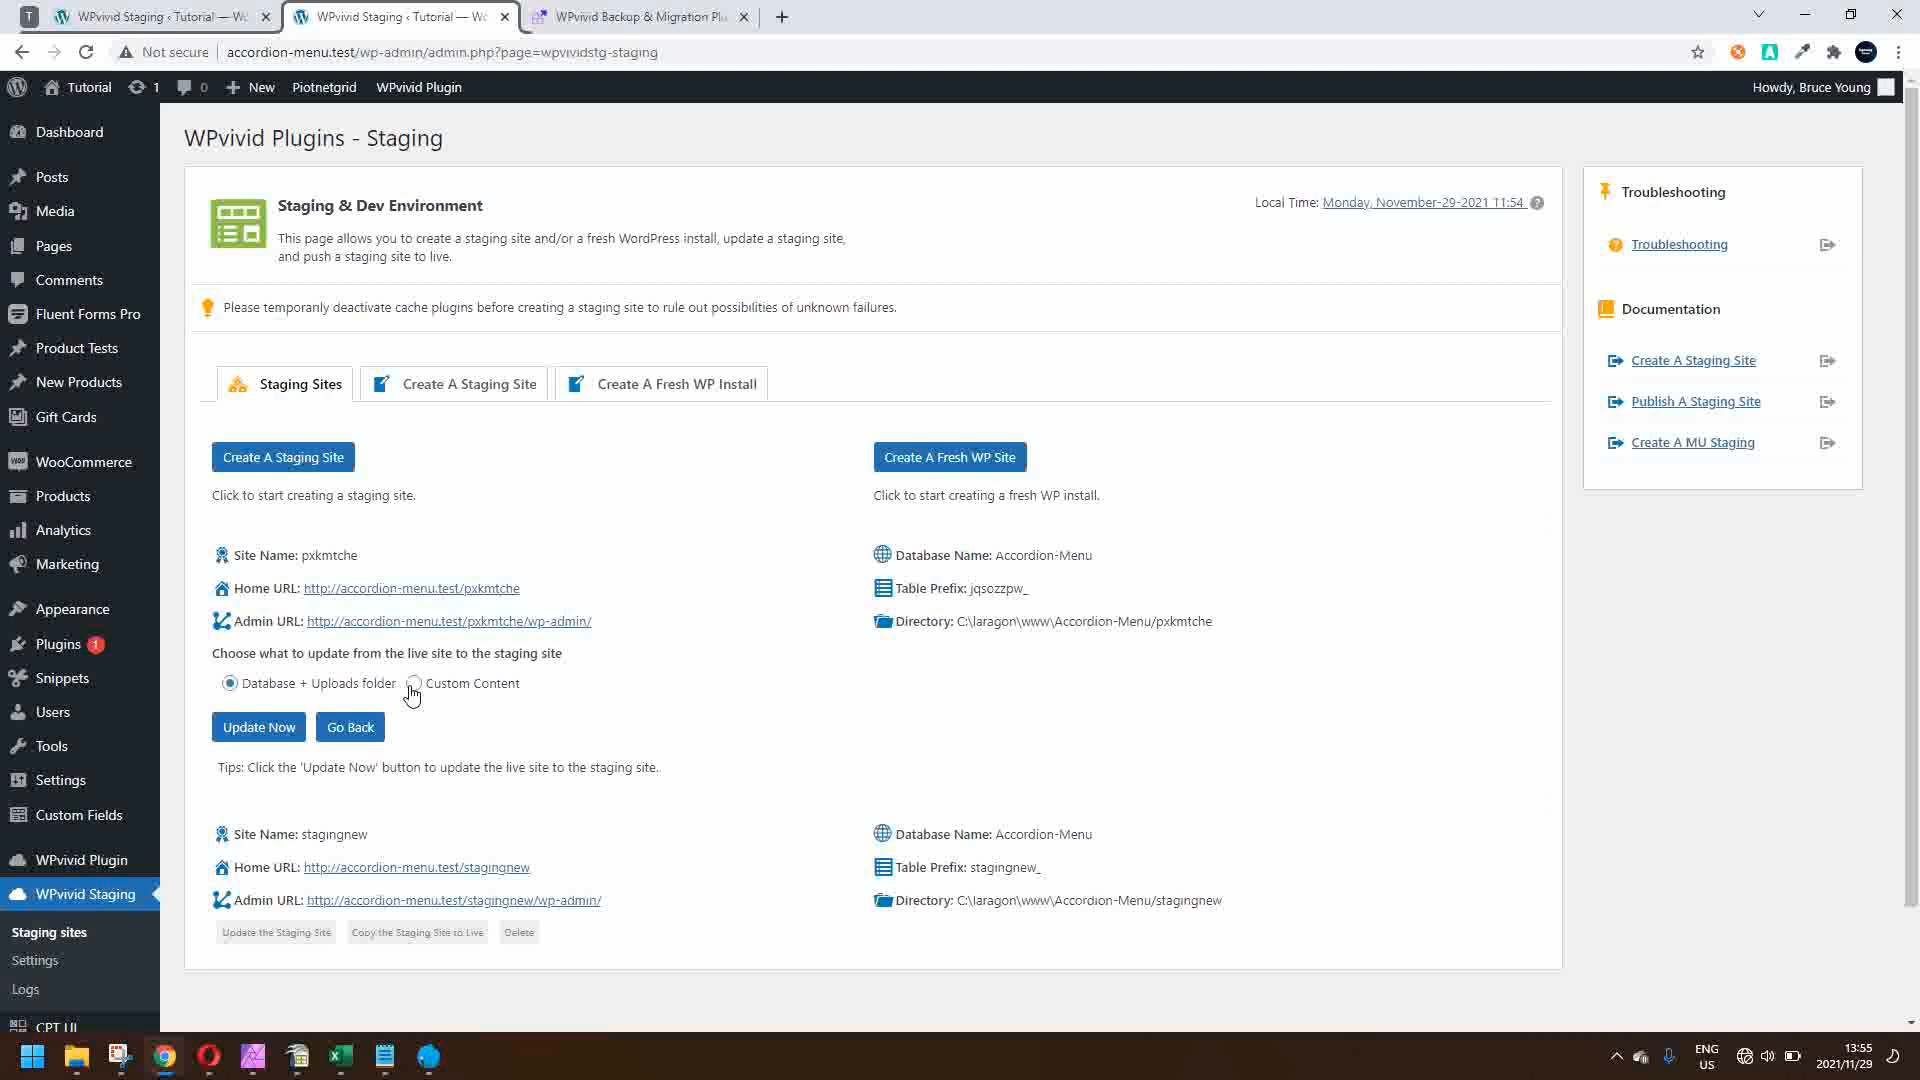 T
WPvivid Staging ‹ Tutorial — Wo
WPvivid Staging ‹ Tutorial — Wo
WPvivid Backup & Migration Plu
Not secure
accordion-menu.test/wp-admin/admin.php?page=wpvividstg-staging
Tutorial
1
0
New
Piotnetgrid
WPvivid Plugin
Howdy, Bruce Young
Dashboard
Posts
Media
Pages
Comments
Fluent Forms Pro
Product Tests
New Products
Gift Cards
WooCommerce
Products
Analytics
Marketing
Appearance
Plugins 1
Snippets
Users
Tools
Settings
Custom Fields
WPvivid Plugin
WPvivid Staging
Staging sites
Settings
Logs
CPT UI
WPvivid Plugins - Staging
Staging & Dev Environment
This page allows you to create a staging site and/or a fresh WordPress install, update a staging site,
and push a staging site to live.
Local Time: Monday, November-29-2021 11:54
Please temporarily deactivate cache plugins before creating a staging site to rule out possibilities of unknown failures.
Staging Sites
Create A Staging Site
Create A Fresh WP Install
Create A Staging Site
Click to start creating a staging site.
Create A Fresh WP Site
Click to start creating a fresh WP install.
Site Name: pxkmtche
Home URL: http://accordion-menu.test/pxkmtche
Admin URL: http://accordion-menu.test/pxkmtche/wp-admin/
Database Name: Accordion-Menu
Table Prefix: jqsozzpw_
Directory: C:\laragon\www\Accordion-Menu/pxkmtche
Choose what to update from the live site to the staging site
Database + Uploads folder
Custom Content
Update Now
Go Back
Tips: Click the 'Update Now' button to update the live site to the staging site.
Site Name: stagingnew
Home URL: http://accordion-menu.test/stagingnew
Admin URL: http://accordion-menu.test/stagingnew/wp-admin/
Database Name: Accordion-Menu
Table Prefix: stagingnew_
Directory: C:\laragon\www\Accordion-Menu/stagingnew
Update the Staging Site
Copy the Staging Site to Live
Delete
Troubleshooting
Troubleshooting
Documentation
Create A Staging Site
Publish A Staging Site
Create A MU Staging
ENG
US
13:55
2021/11/29